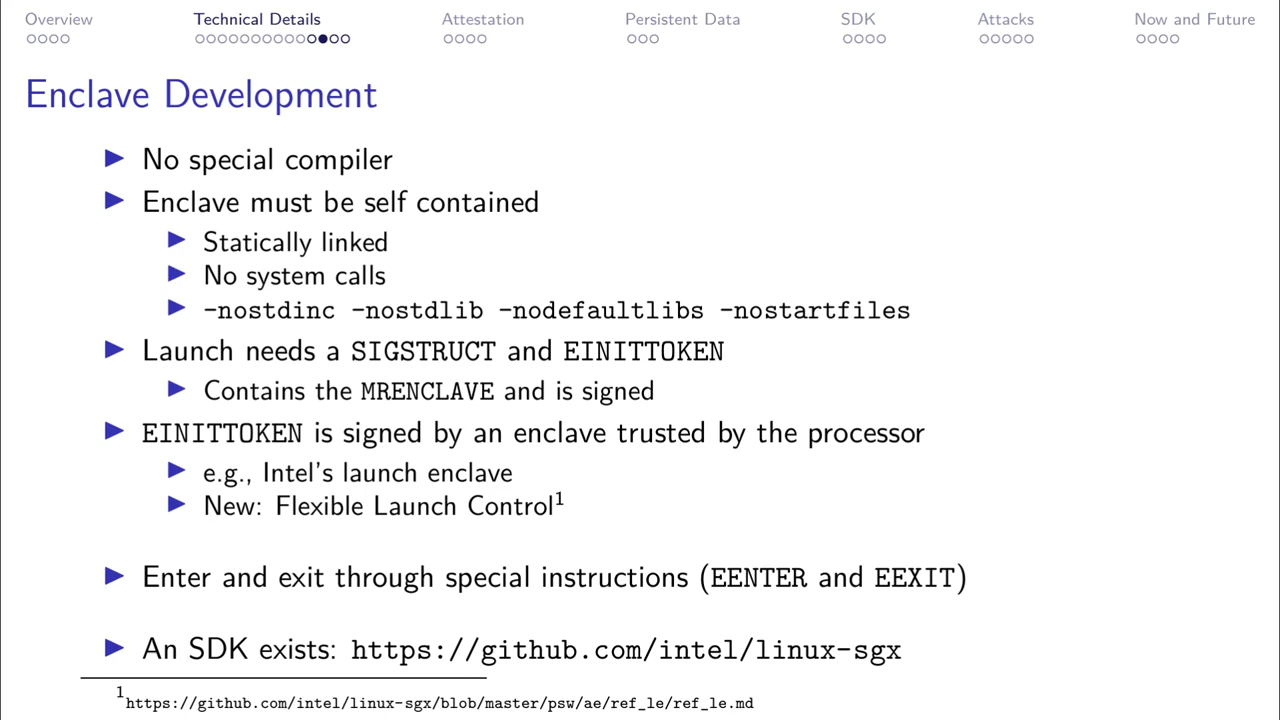 Overview Technical Details Attestation Persistent Data SDK Attacks Now and Future
Enclave Development
No special compiler
Enclave must be self contained
Statically linked
No system calls
-nostdinc -nostdlib -nodefaultlibs -nostartfiles
Launch needs a SIGSTRUCT and EINITTOKEN
Contains the MRENCLAVE and is signed
EINITTOKEN is signed by an enclave trusted by the processor
e.g., Intel's launch enclave
New: Flexible Launch Control1
Enter and exit through special instructions (EENTER and EEXIT)
An SDK exists: https://github.com/intel/linux-sgx
1https://github.com/intel/linux-sgx/blob/master/psw/ae/ref_le/ref_le.md